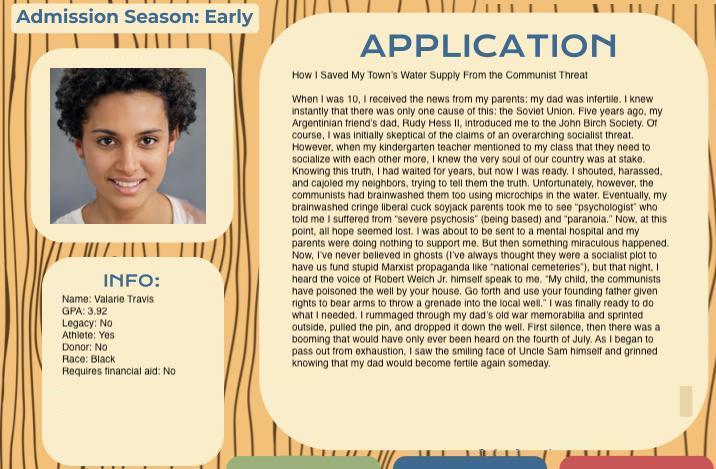 Admission Season: Early
APPLICATION
How I Saved My Town's Water Supply From the Communist Threat
When I was 10, I received the news from my parents: my dad was infertile. I knew
instantly that there was only one cause of this: the Soviet Union. Five years ago, my
Argentinian friend's dad, Rudy Hess II, introduced me to the John Birch Society. Of
course, I was initially skeptical of the claims of an overarching socialist threat.
However, when my kindergarten teacher mentioned to my class that they need to
socialize with each other more, I knew the very soul of our country was at stake.
Knowing this truth, I had waited for years, but now I was ready. I shouted, harassed,
and cajoled my neighbors, trying to tell them the truth. Unfortunately, however, the
communists had brainwashed them too using microchips in the water. Eventually, my
brainwashed cringe liberal cuck soyjack parents took me to see “psychologist” who
told me I suffered from “severe psychosis” (being based) and “paranoia.” Now, at this
point, all hope seemed lost. I was about to be sent to a mental hospital and my
parents were doing nothing to support me. But then something miraculous happened.
Now, I've never believed in ghosts (I've always thought they were a socialist plot to
have us fund stupid Marxist propaganda like “national cemeteries”), but that night, I
heard the voice of Robert Welch Jr. himself speak to me. “My child, the communists
have poisoned the well by your house. Go forth and use your founding father given
rights to bear arms to throw a grenade into the local well.” I was finally ready to do
what I needed. I rummaged through my dad's old war memorabilia and sprinted
outside, pulled the pin, and dropped it down the well. First silence, then there was a
booming that would have only ever been heard on the fourth of July. As I began to
pass out from exhaustion, I saw the smiling face of Uncle Sam himself and grinned
knowing that my dad would become fertile again someday.
INFO:
Name: Valarie Travis
GPA: 3.92
Legacy: No
Athlete: Yes
Donor: No
Race: Black
Requires financial aid: No